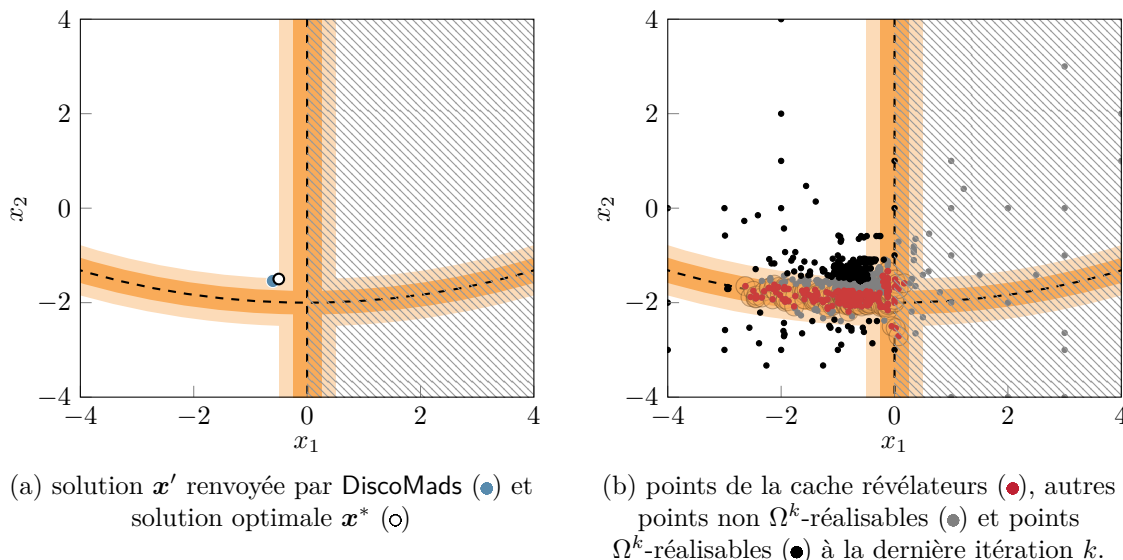 4
2
0
−2
−4
x₂
−4 −2 0 2 4
x₁
(a) solution x′ renvoyée par DiscoMads (●) et
solution optimale x* (○)
4
2
0
−2
−4
x₂
−4 −2 0 2 4
x₁
(b) points de la cache révélateurs (●), autres
points non Ωᵏ-réalisables (●) et points
Ωᵏ-réalisables (●) à la dernière itération k.